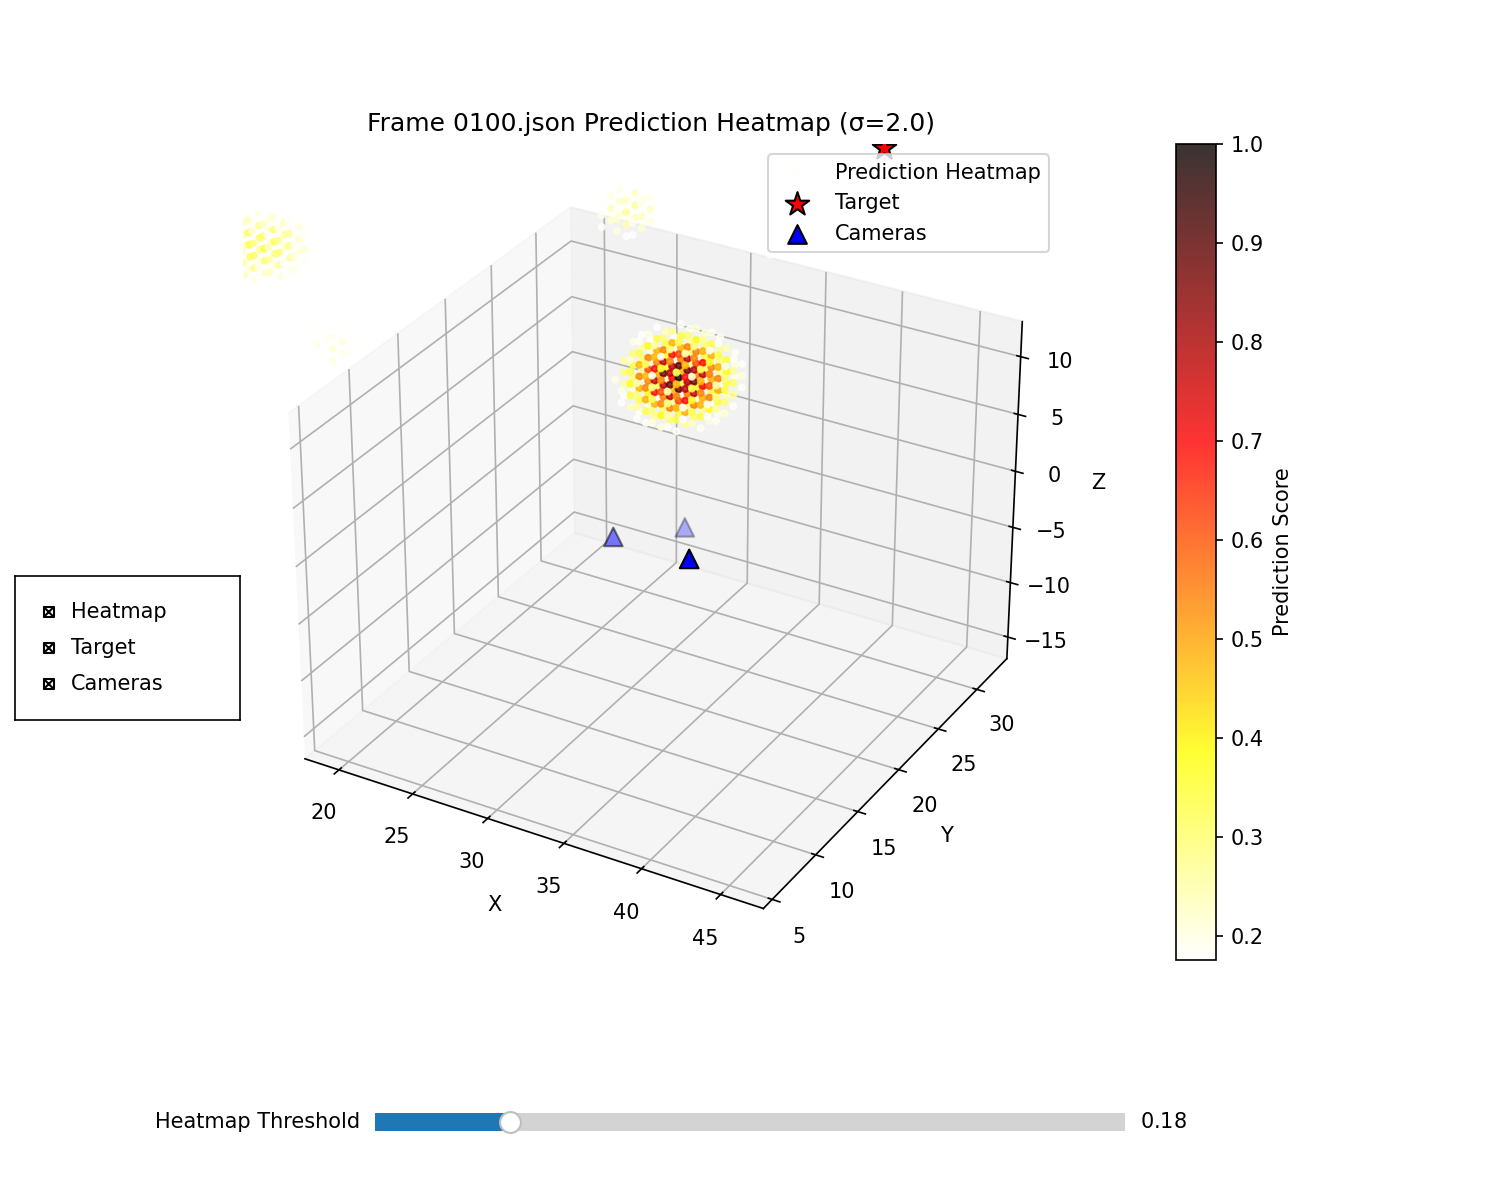 Frame 0100.json Prediction Heatmap (σ=2.0)
Prediction Heatmap
Target
Cameras
1.0
0.9
0.8
0.7
0.6
0.5
0.4
0.3
0.2
Prediction Score
10
5
0
−5
−10
−15
Z
Heatmap
Target
Cameras
20
25
30
35
40
45
X
5
10
15
20
25
30
Y
Heatmap Threshold
0.18